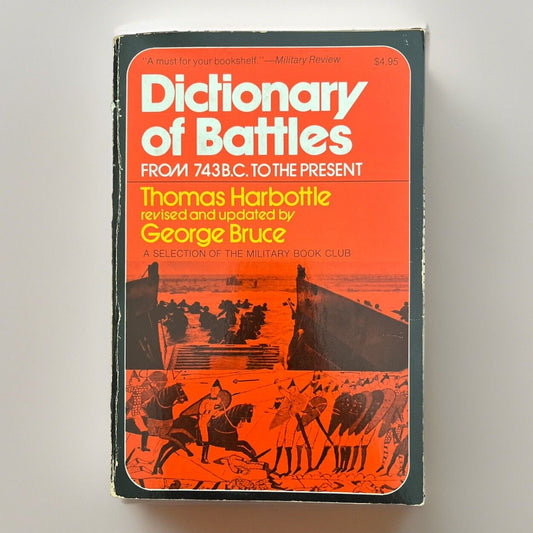 "A must for your bookshelf."—Military Review
$4.95
Dictionary
of Battles
FROM 743 B.C. TO THE PRESENT
Thomas Harbottle
revised and updated by
George Bruce
A SELECTION OF THE MILITARY BOOK CLUB